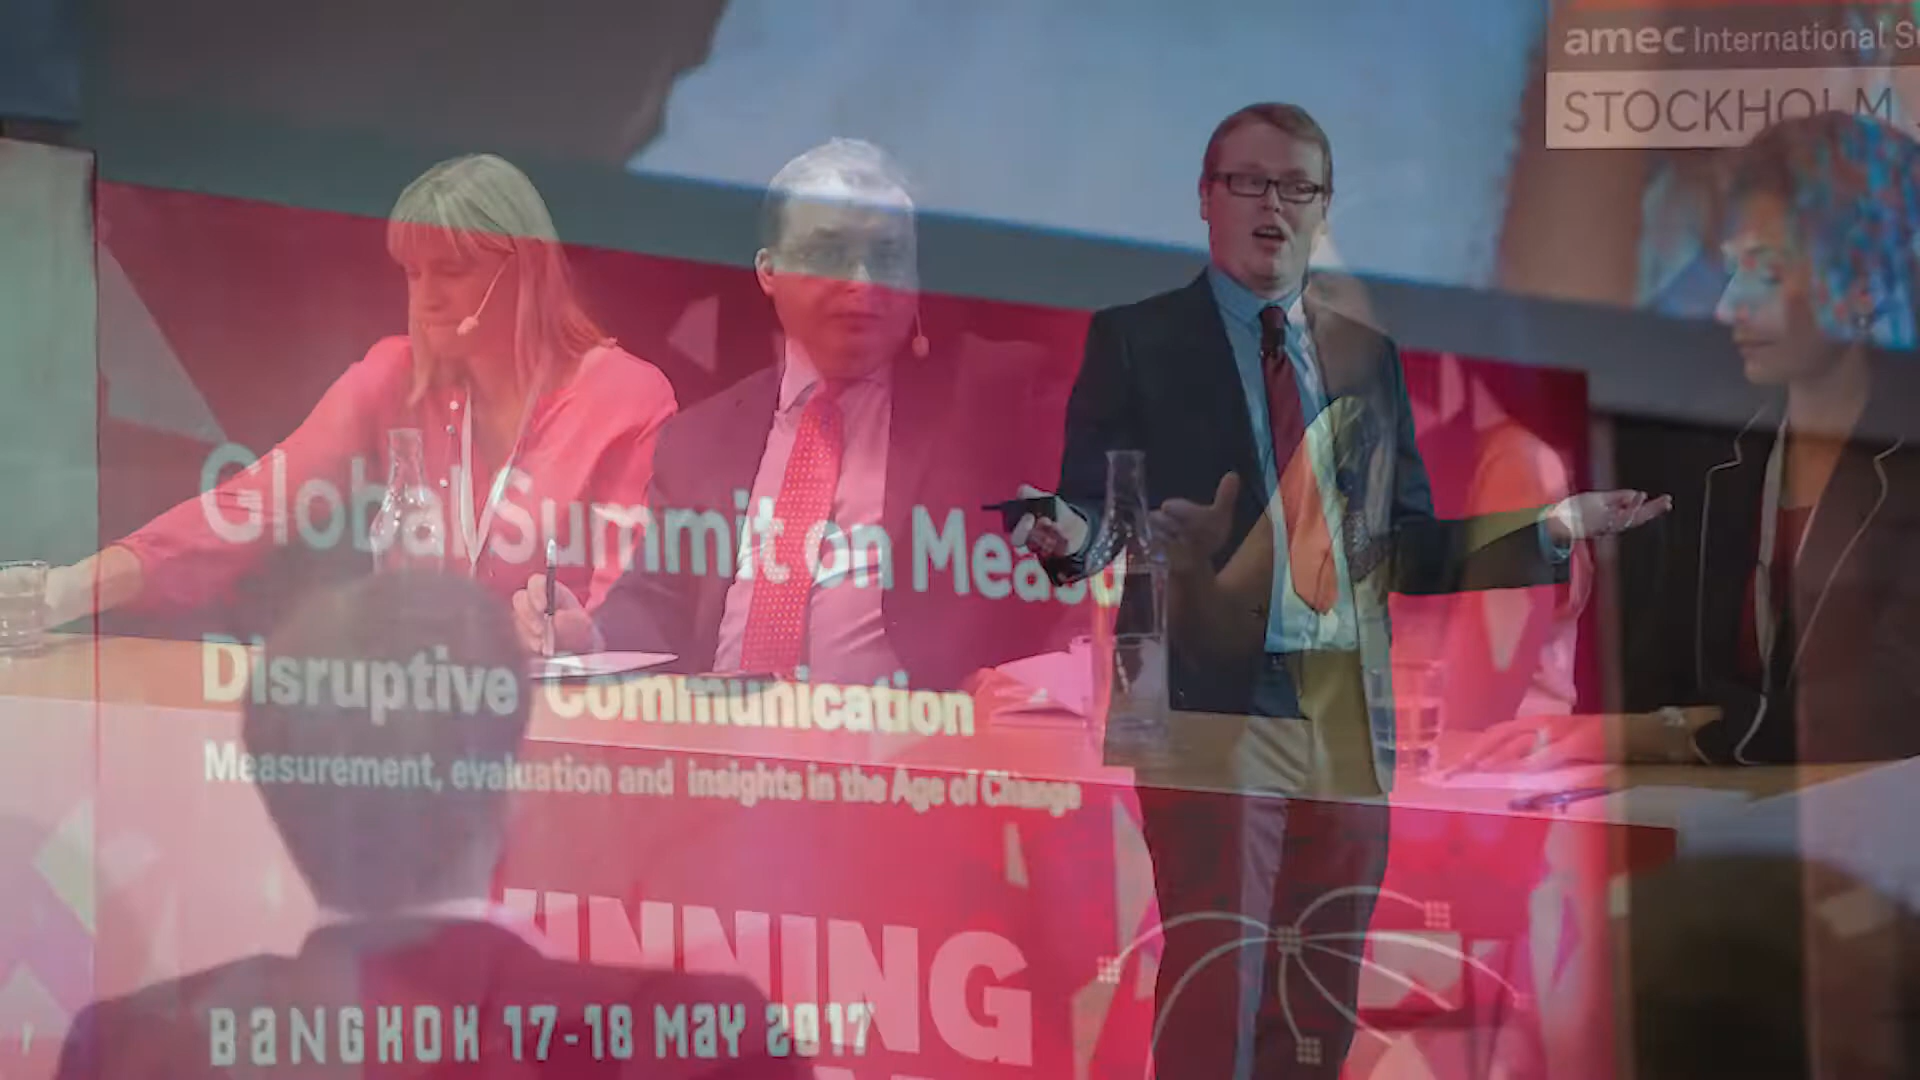 amec International
STOCKHOLM
Global Summit on
Disruptive Communication
Measurement, evaluation and insights in the Age of Change
BANGKOK 17-18 MAY 2017